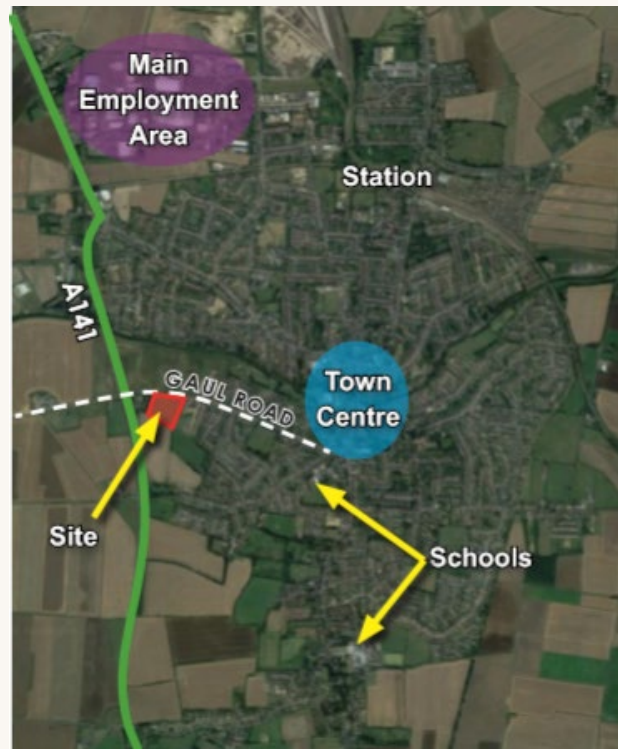 Main
Employment
Area
Station
A141
GAUL ROAD
Town
Centre
Site
Schools